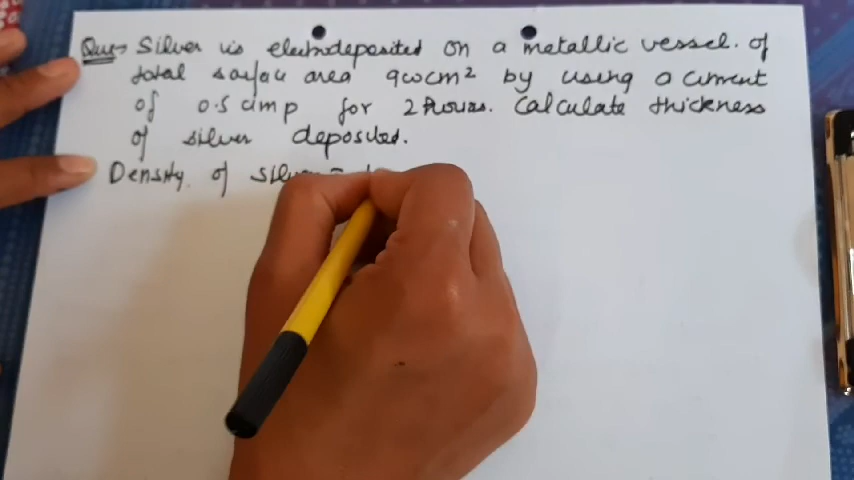 Que→ Silver is electrodeposited on a metallic vessel. of
total surface area 900cm² by using a current
of 0.5 amp for 2 hours. Calculate thickness
of silver deposited.
Density of silver =